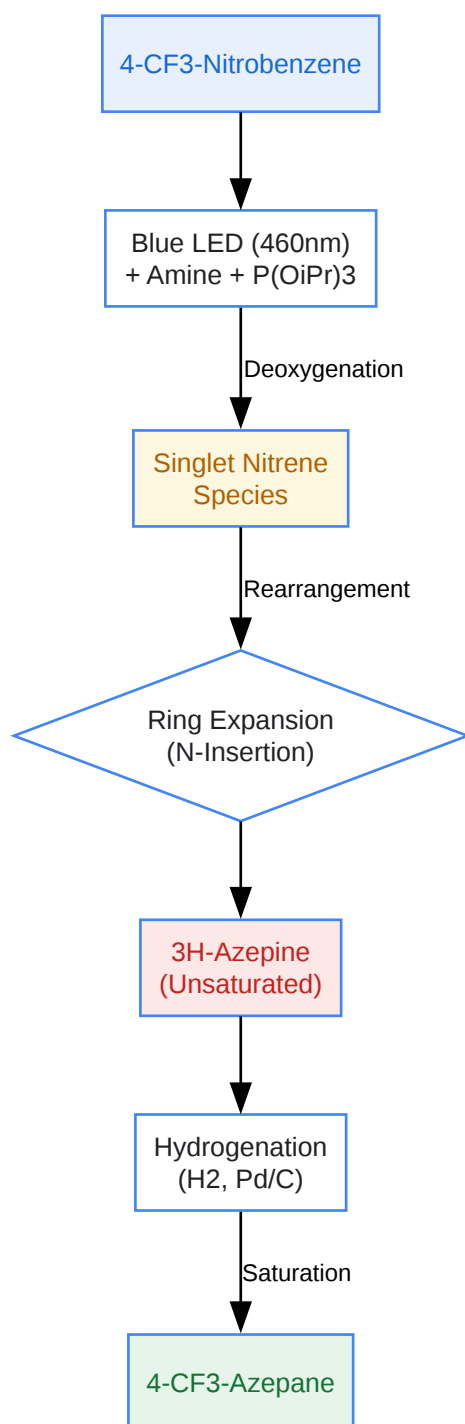 4-CF3-Nitrobenzene
Blue LED (460nm)
+ Amine + P(OiPr)3
Deoxygenation
Singlet Nitrene
Species
Rearrangement
Ring Expansion
(N-Insertion)
3H-Azepine
(Unsaturated)
Hydrogenation
(H2, Pd/C)
Saturation
4-CF3-Azepane